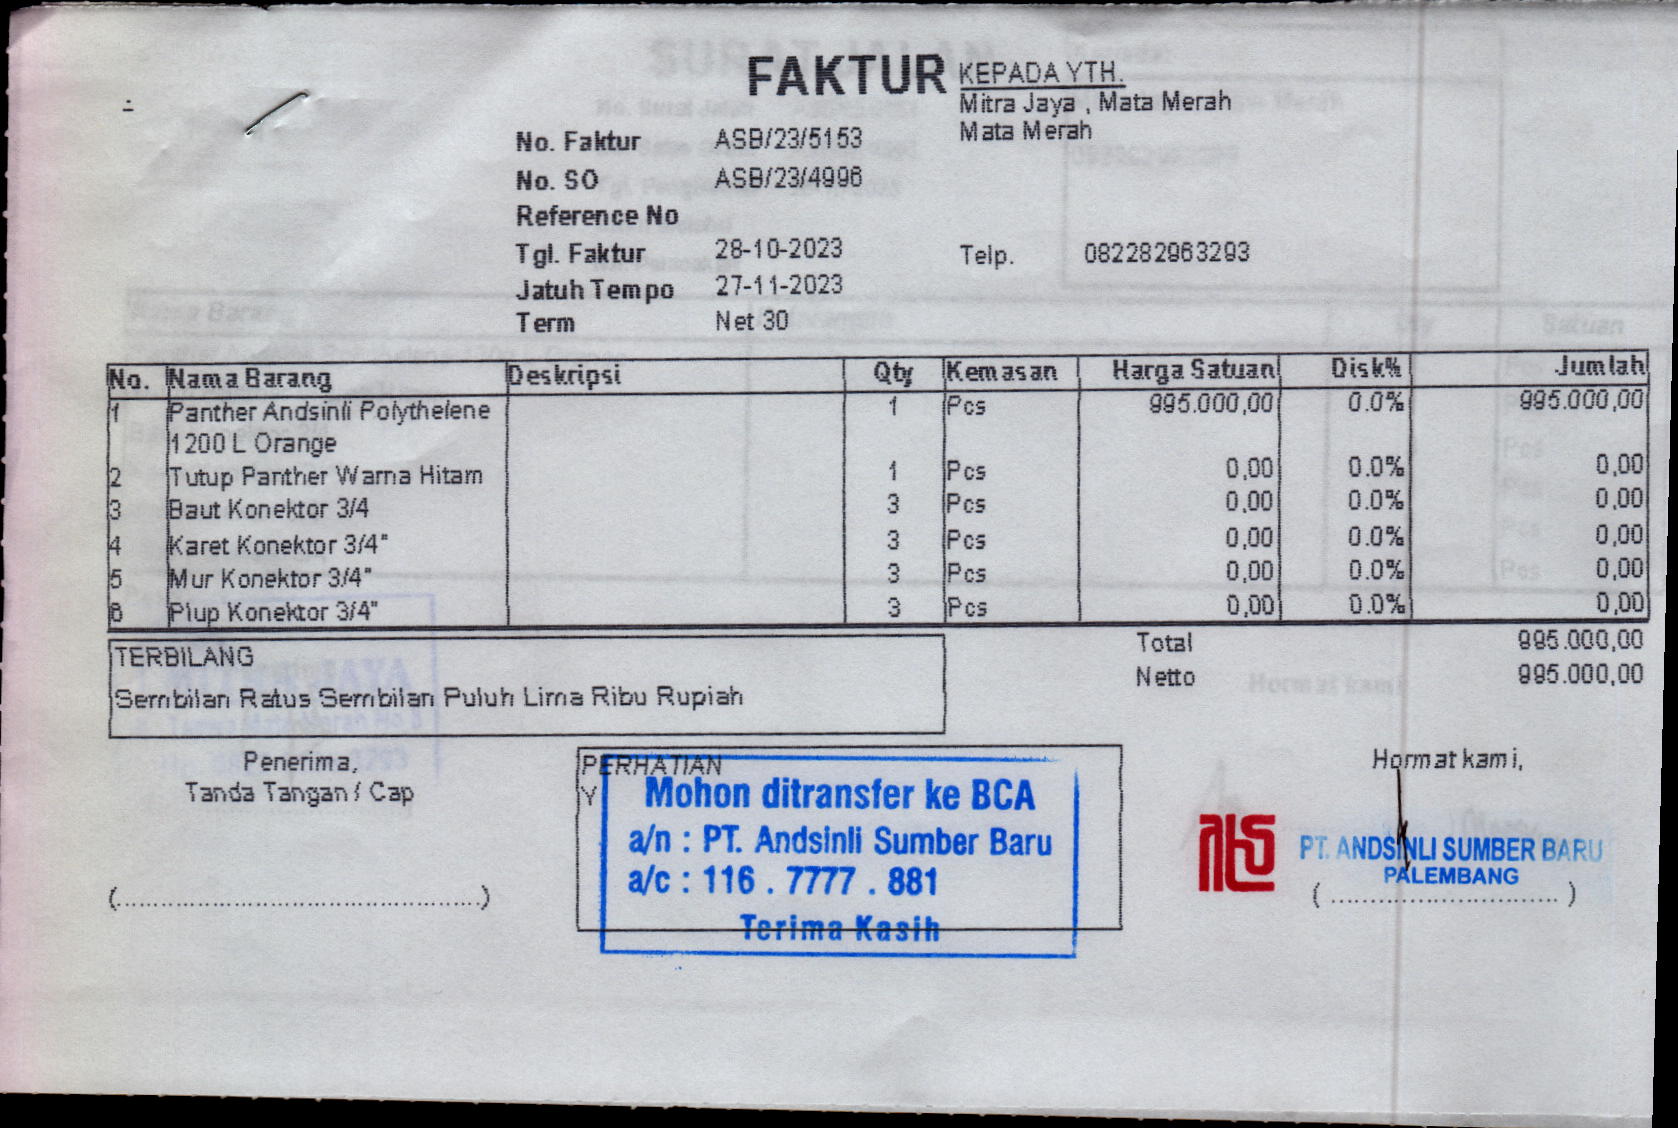 FAKTUR
KEPADA YTH.
Mitra Jaya , Mata Merah
Mata Merah
No. Faktur ASB/23/5153
No. SO ASB/23/4996
Reference No
Tgl. Faktur 28-10-2023
Telp. 082282963293
Jatuh Tempo 27-11-2023
Term Net 30
No. Nama Barang Deskripsi Qty Kemasan Harga Satuan Disk% Jumlah
1 Panther Andsinli Polythelene 1 Pcs 995.000,00 0.0% 995.000,00
1200 L Orange
2 Tutup Panther Warna Hitam 1 Pcs 0,00 0.0% 0,00
3 Baut Konektor 3/4 3 Pcs 0,00 0.0% 0,00
4 Karet Konektor 3/4" 3 Pcs 0,00 0.0% 0,00
5 Mur Konektor 3/4" 3 Pcs 0,00 0.0% 0,00
6 Plup Konektor 3/4" 3 Pcs 0,00 0.0% 0,00
Total 995.000,00
Netto 995.000,00
TERBILANG
Sembilan Ratus Sembilan Puluh Lima Ribu Rupiah
Penerima,
Tanda Tangan / Cap
(..............................................)
PERHATIAN
Y
Mohon ditransfer ke BCA
a/n : PT. Andsinli Sumber Baru
a/c : 116 . 7777 . 881
Terima Kasih
Hormat kami,
PT. ANDSINLI SUMBER BARU
PALEMBANG
( ............................. )